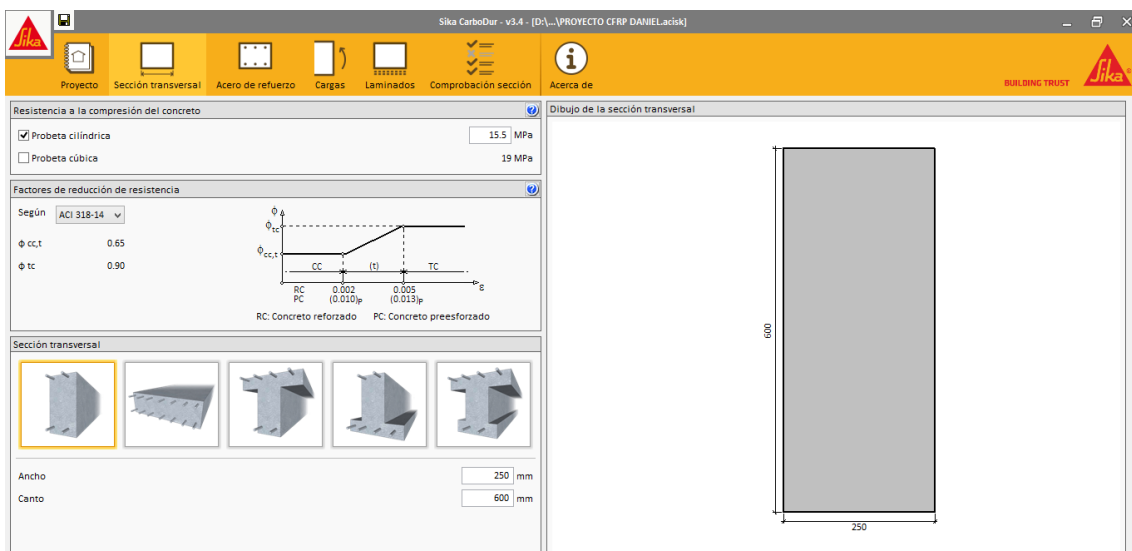 Sika CarboDur - v3.4 - [D:\...\PROYECTO CFRP DANIEL.acisk]
Sika
Proyecto
Sección transversal
Acero de refuerzo
Cargas
Laminados
Comprobación sección
Acerca de
BUILDING TRUST
Sika
Resistencia a la compresión del concreto
Probeta cilíndrica 15.5 MPa
Probeta cúbica 19 MPa
Factores de reducción de resistencia
Según ACI 318-14
ϕ cc,t 0.65
ϕ tc 0.90
ϕ
ϕtc
ϕcc,t
CC (t) TC
RC 0.002 0.005 ε
PC (0.010)P (0.013)P
RC: Concreto reforzado PC: Concreto preesforzado
Sección transversal
Ancho 250 mm
Canto 600 mm
Dibujo de la sección transversal
600
250